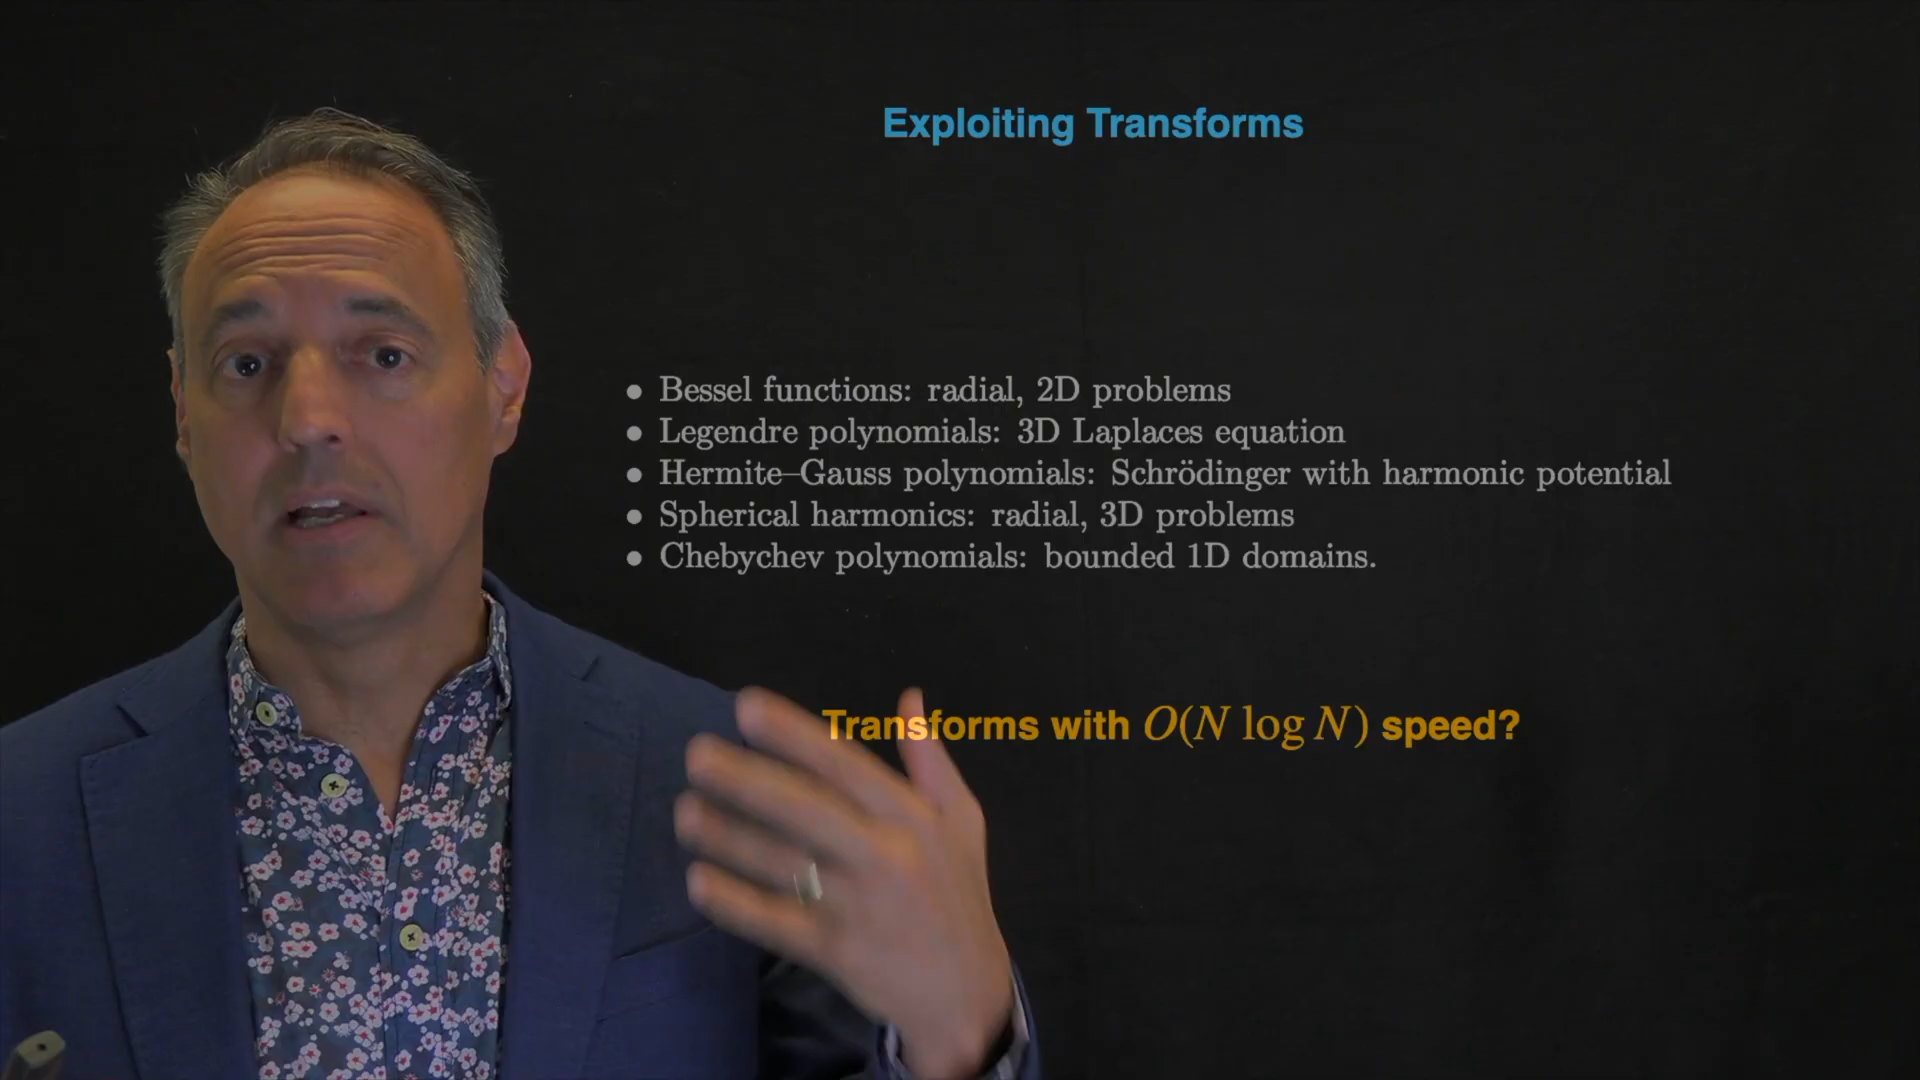 Exploiting Transforms
• Bessel functions: radial, 2D problems
• Legendre polynomials: 3D Laplaces equation
• Hermite–Gauss polynomials: Schrödinger with harmonic potential
• Spherical harmonics: radial, 3D problems
• Chebychev polynomials: bounded 1D domains.
Transforms with O(N log N) speed?